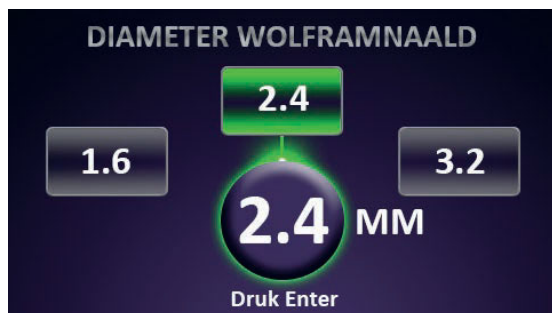 DIAMETER WOLFRAMNAALD
2.4
1.6
3.2
2.4 MM
Druk Enter